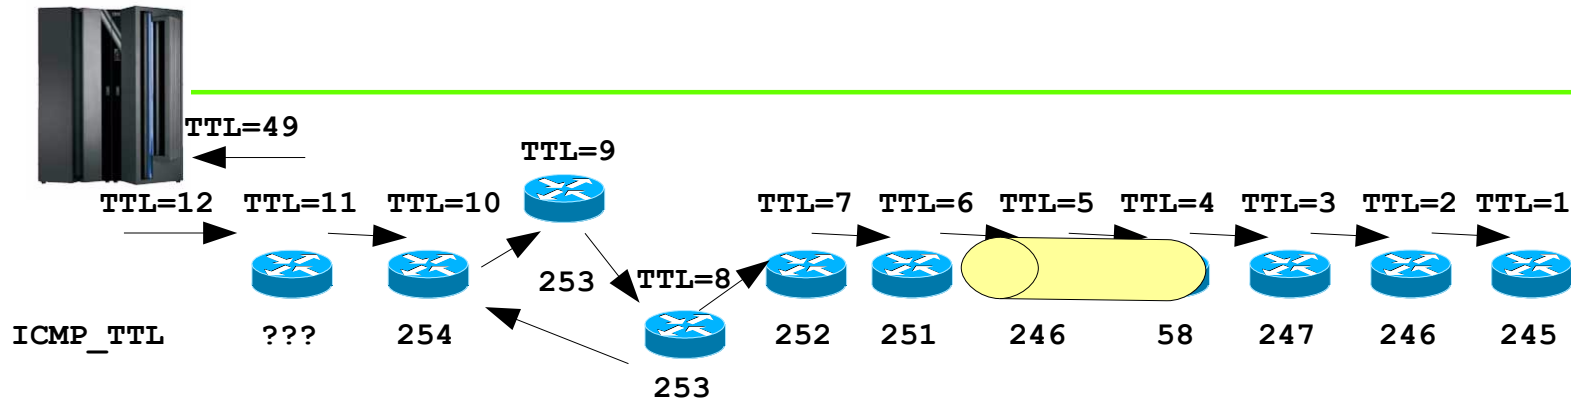 TTL=49
TTL=9
TTL=12 TTL=11 TTL=10 TTL=7 TTL=6 TTL=5 TTL=4 TTL=3 TTL=2 TTL=1
253 TTL=8
ICMP_TTL ??? 254 252 251 246 58 247 246 245
253